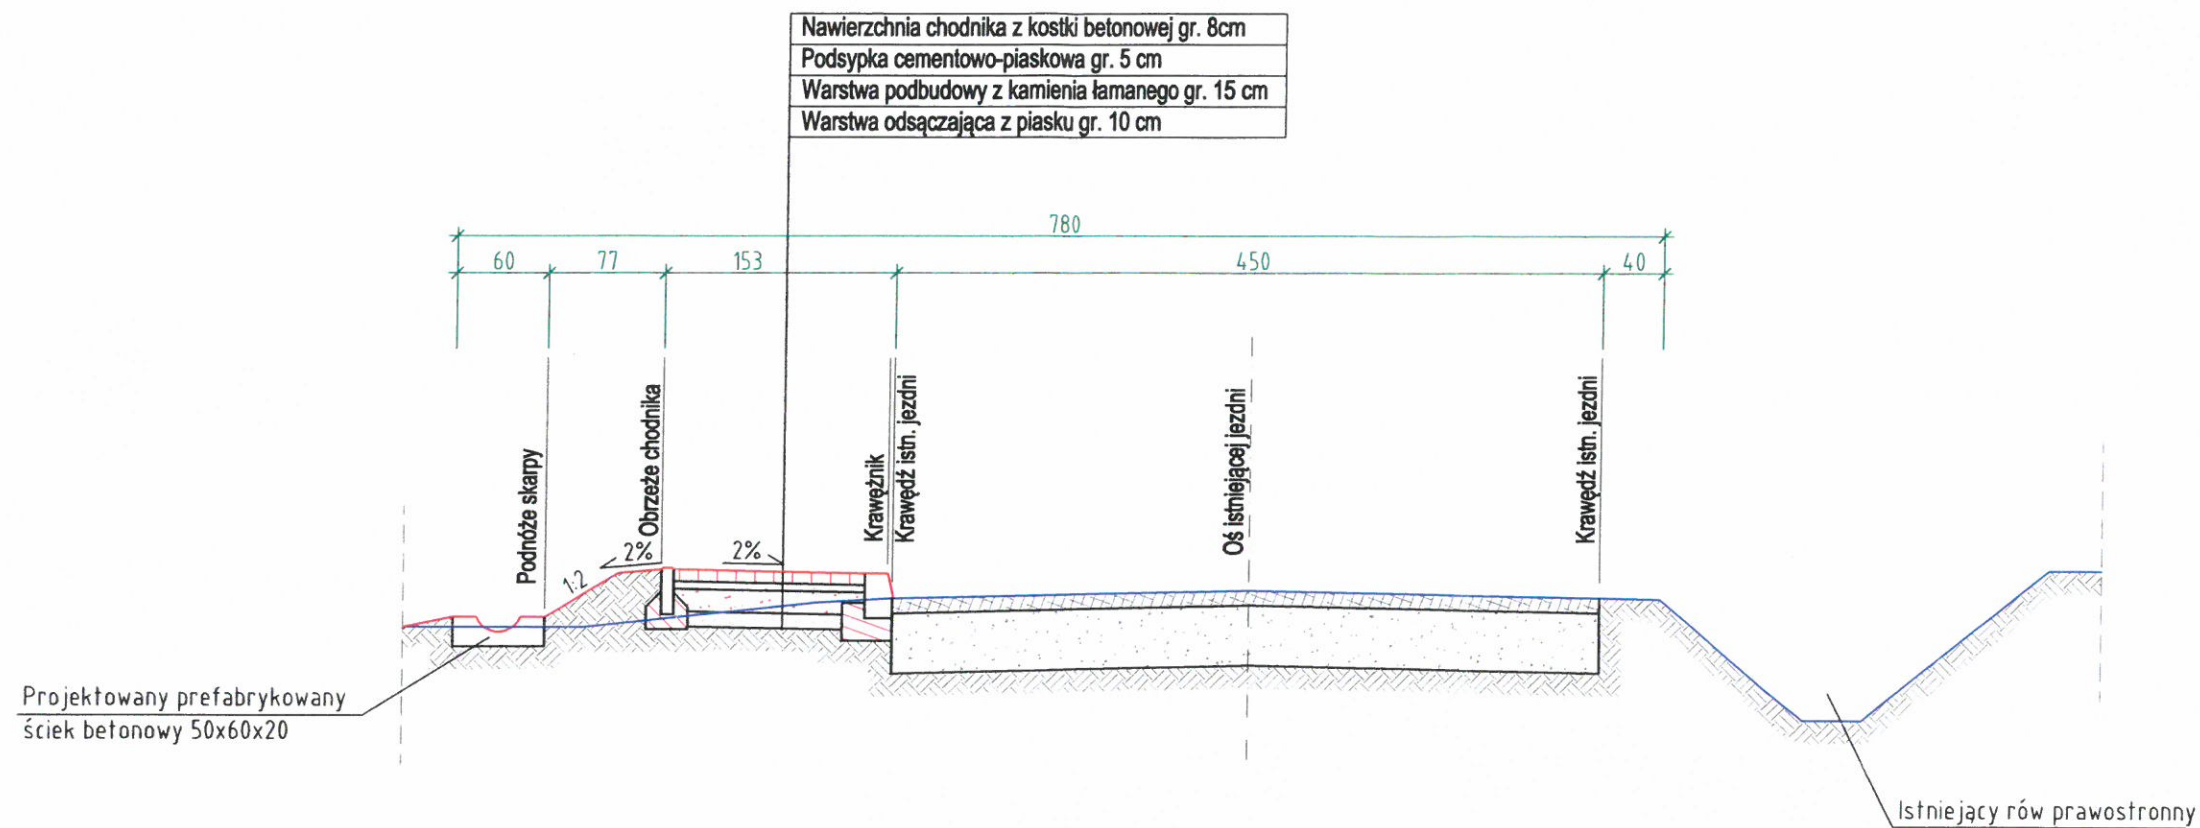 Nawierzchnia chodnika z kostki betonowej gr. 8cm
Podsypka cementowo-piaskowa gr. 5 cm
Warstwa podbudowy z kamienia łamanego gr. 15 cm
Warstwa odsączająca z piasku gr. 10 cm
780
60
77
153
450
40
Podnóże skarpy
Obrzeże chodnika
Krawężnik
Krawędź istn. jezdni
Oś istniejącej jezdni
Krawędź istn. jezdni
1:2
2%
2%
Projektowany prefabrykowany
ściek betonowy 50x60x20
Istniejący rów prawostronny